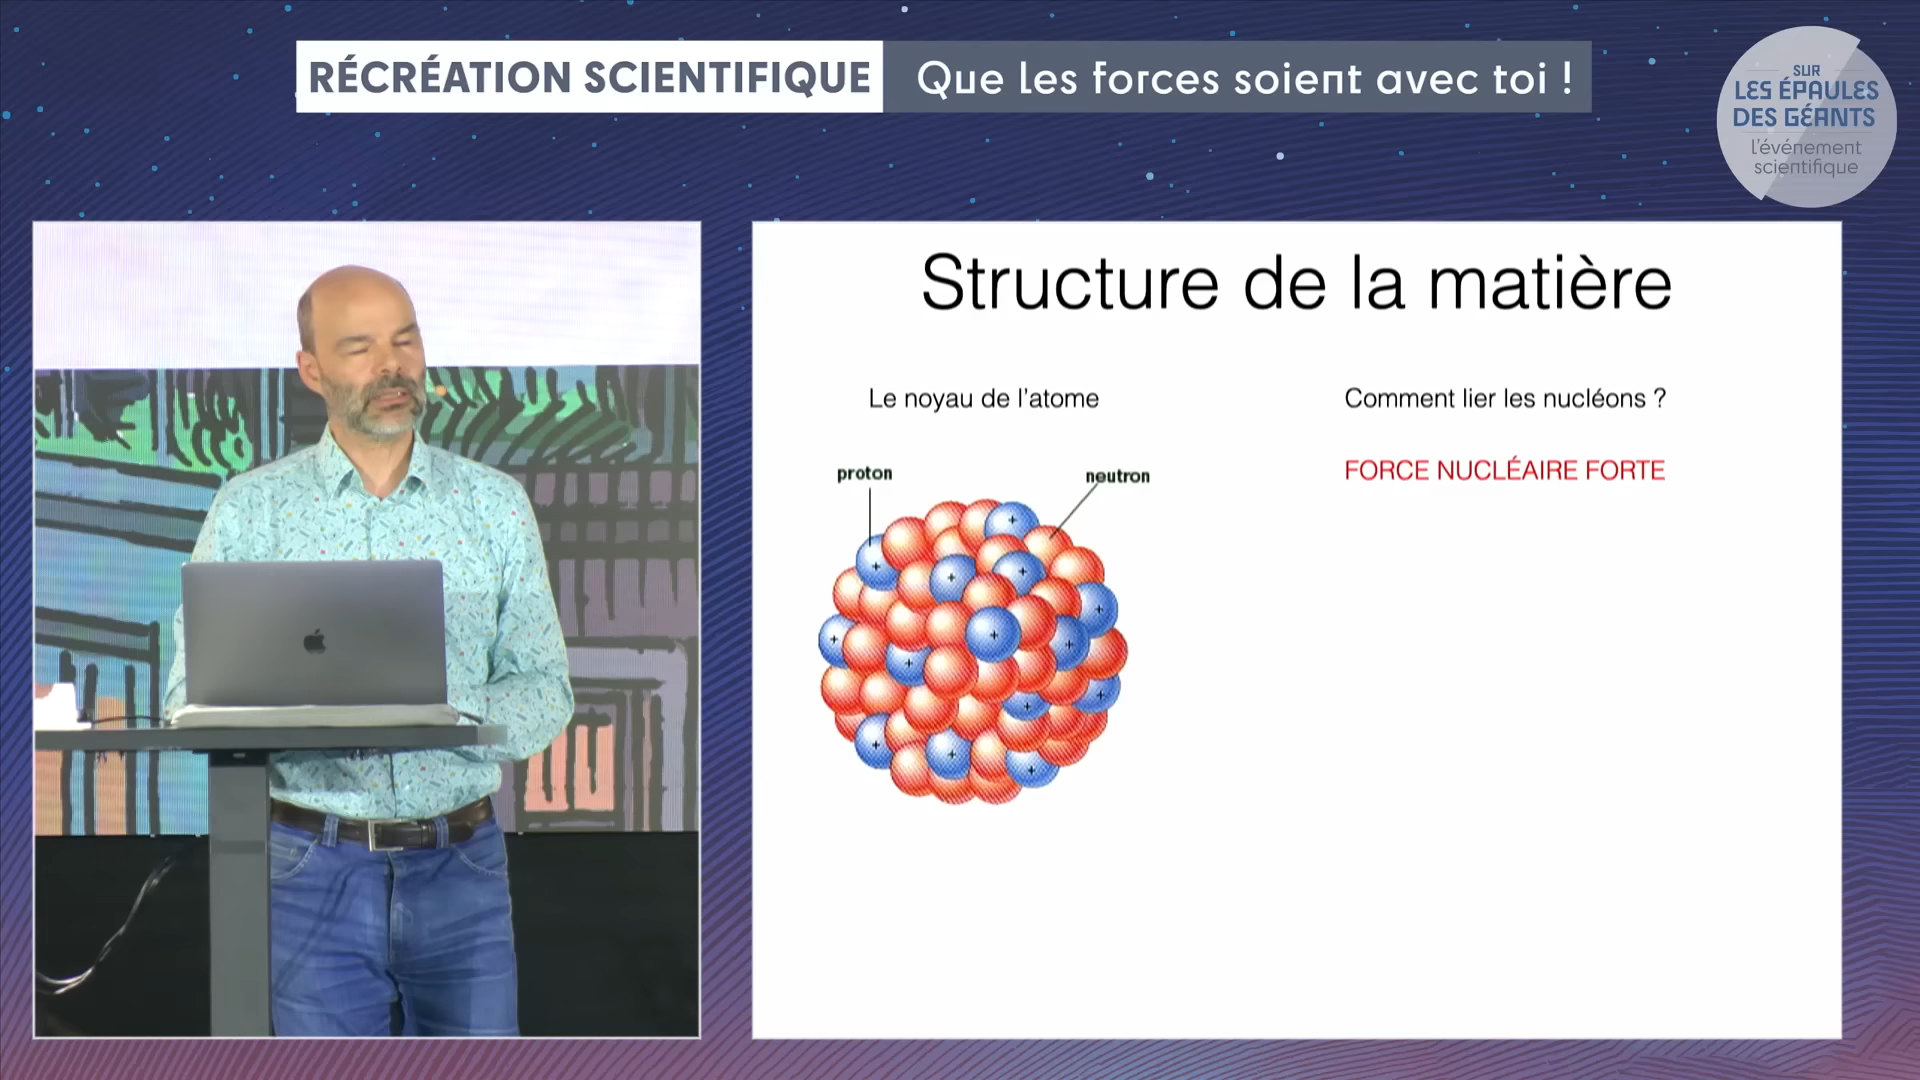 RÉCRÉATION SCIENTIFIQUE Que les forces soient avec toi !
SUR
LES ÉPAULES
DES GÉANTS
l'événement
scientifique
Structure de la matière
Le noyau de l'atome
Comment lier les nucléons ?
FORCE NUCLÉAIRE FORTE
proton
neutron
+
+
+
+
+
+
+
+
+
+
+
+
+
+